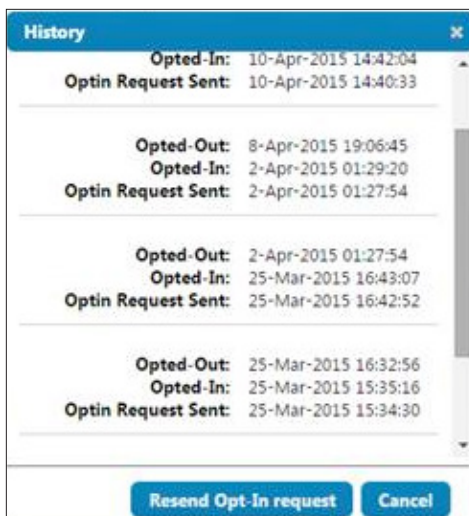 History
Opted-In: 10-Apr-2015 14:42:04
Optin Request Sent: 10-Apr-2015 14:40:33
Opted-Out: 8-Apr-2015 19:06:45
Opted-In: 2-Apr-2015 01:29:20
Optin Request Sent: 2-Apr-2015 01:27:54
Opted-Out: 2-Apr-2015 01:27:54
Opted-In: 25-Mar-2015 16:43:07
Optin Request Sent: 25-Mar-2015 16:42:52
Opted-Out: 25-Mar-2015 16:32:56
Opted-In: 25-Mar-2015 15:35:16
Optin Request Sent: 25-Mar-2015 15:34:30
Resend Opt-In request Cancel